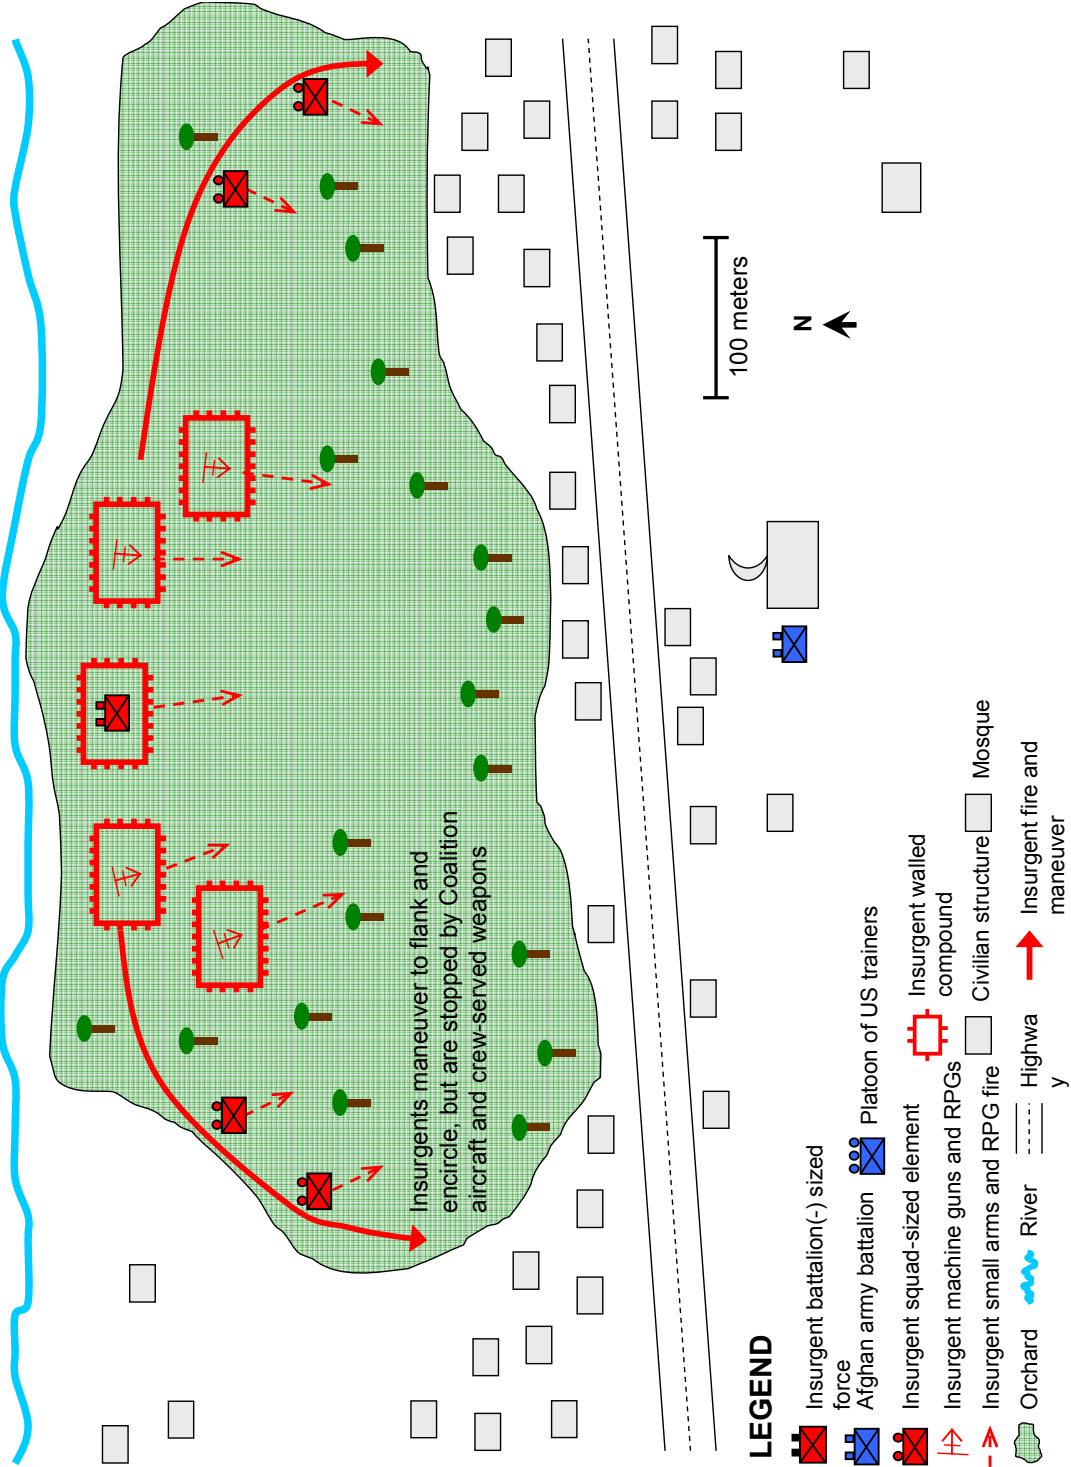 Insurgents maneuver to flank and
encircle, but are stopped by Coalition
aircraft and crew-served weapons
100 meters
N
LEGEND
Insurgent battalion(-) sized
force
Afghan army battalion
Platoon of US trainers
Insurgent squad-sized element
Insurgent walled
compound
Insurgent machine guns and RPGs
Civilian structure
Mosque
Insurgent small arms and RPG fire
Orchard
River
Highwa
y
Insurgent fire and
maneuver